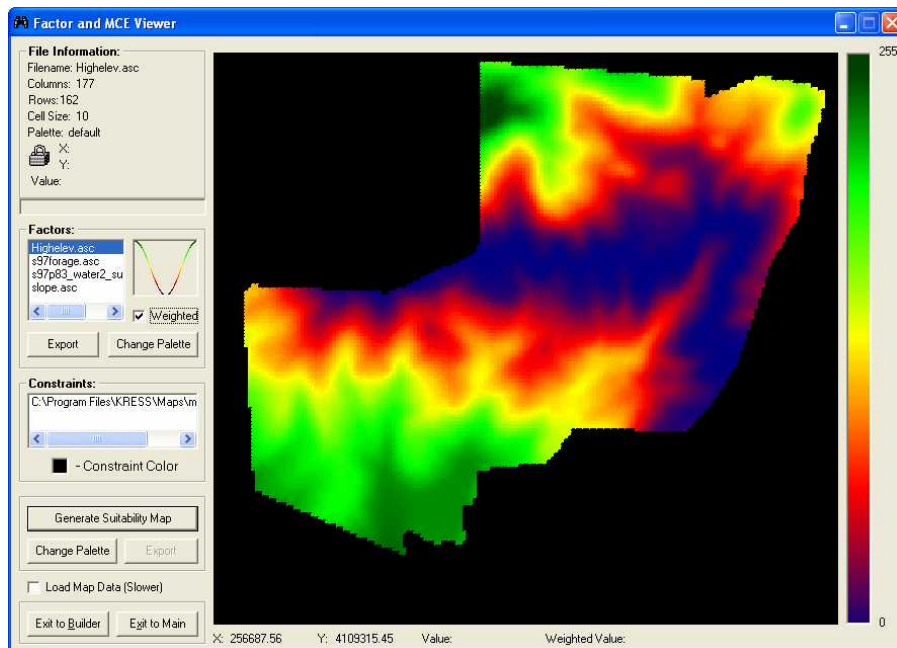 Factor and MCE Viewer
File Information:
Filename: Highelev.asc
Columns: 177
Rows: 162
Cell Size: 10
Palette: default
X:
Y:
Value:
Factors:
Highelev.asc
s97forage.asc
s97p83_water2_su
slope.asc
Weighted
Export
Change Palette
Constraints:
C:\Program Files\KRESS\Maps\m
- Constraint Color
Generate Suitability Map
Change Palette
Export
Load Map Data (Slower)
Exit to Builder
Exit to Main
255
0
X: 256687.56 Y: 4109315.45 Value: Weighted Value: